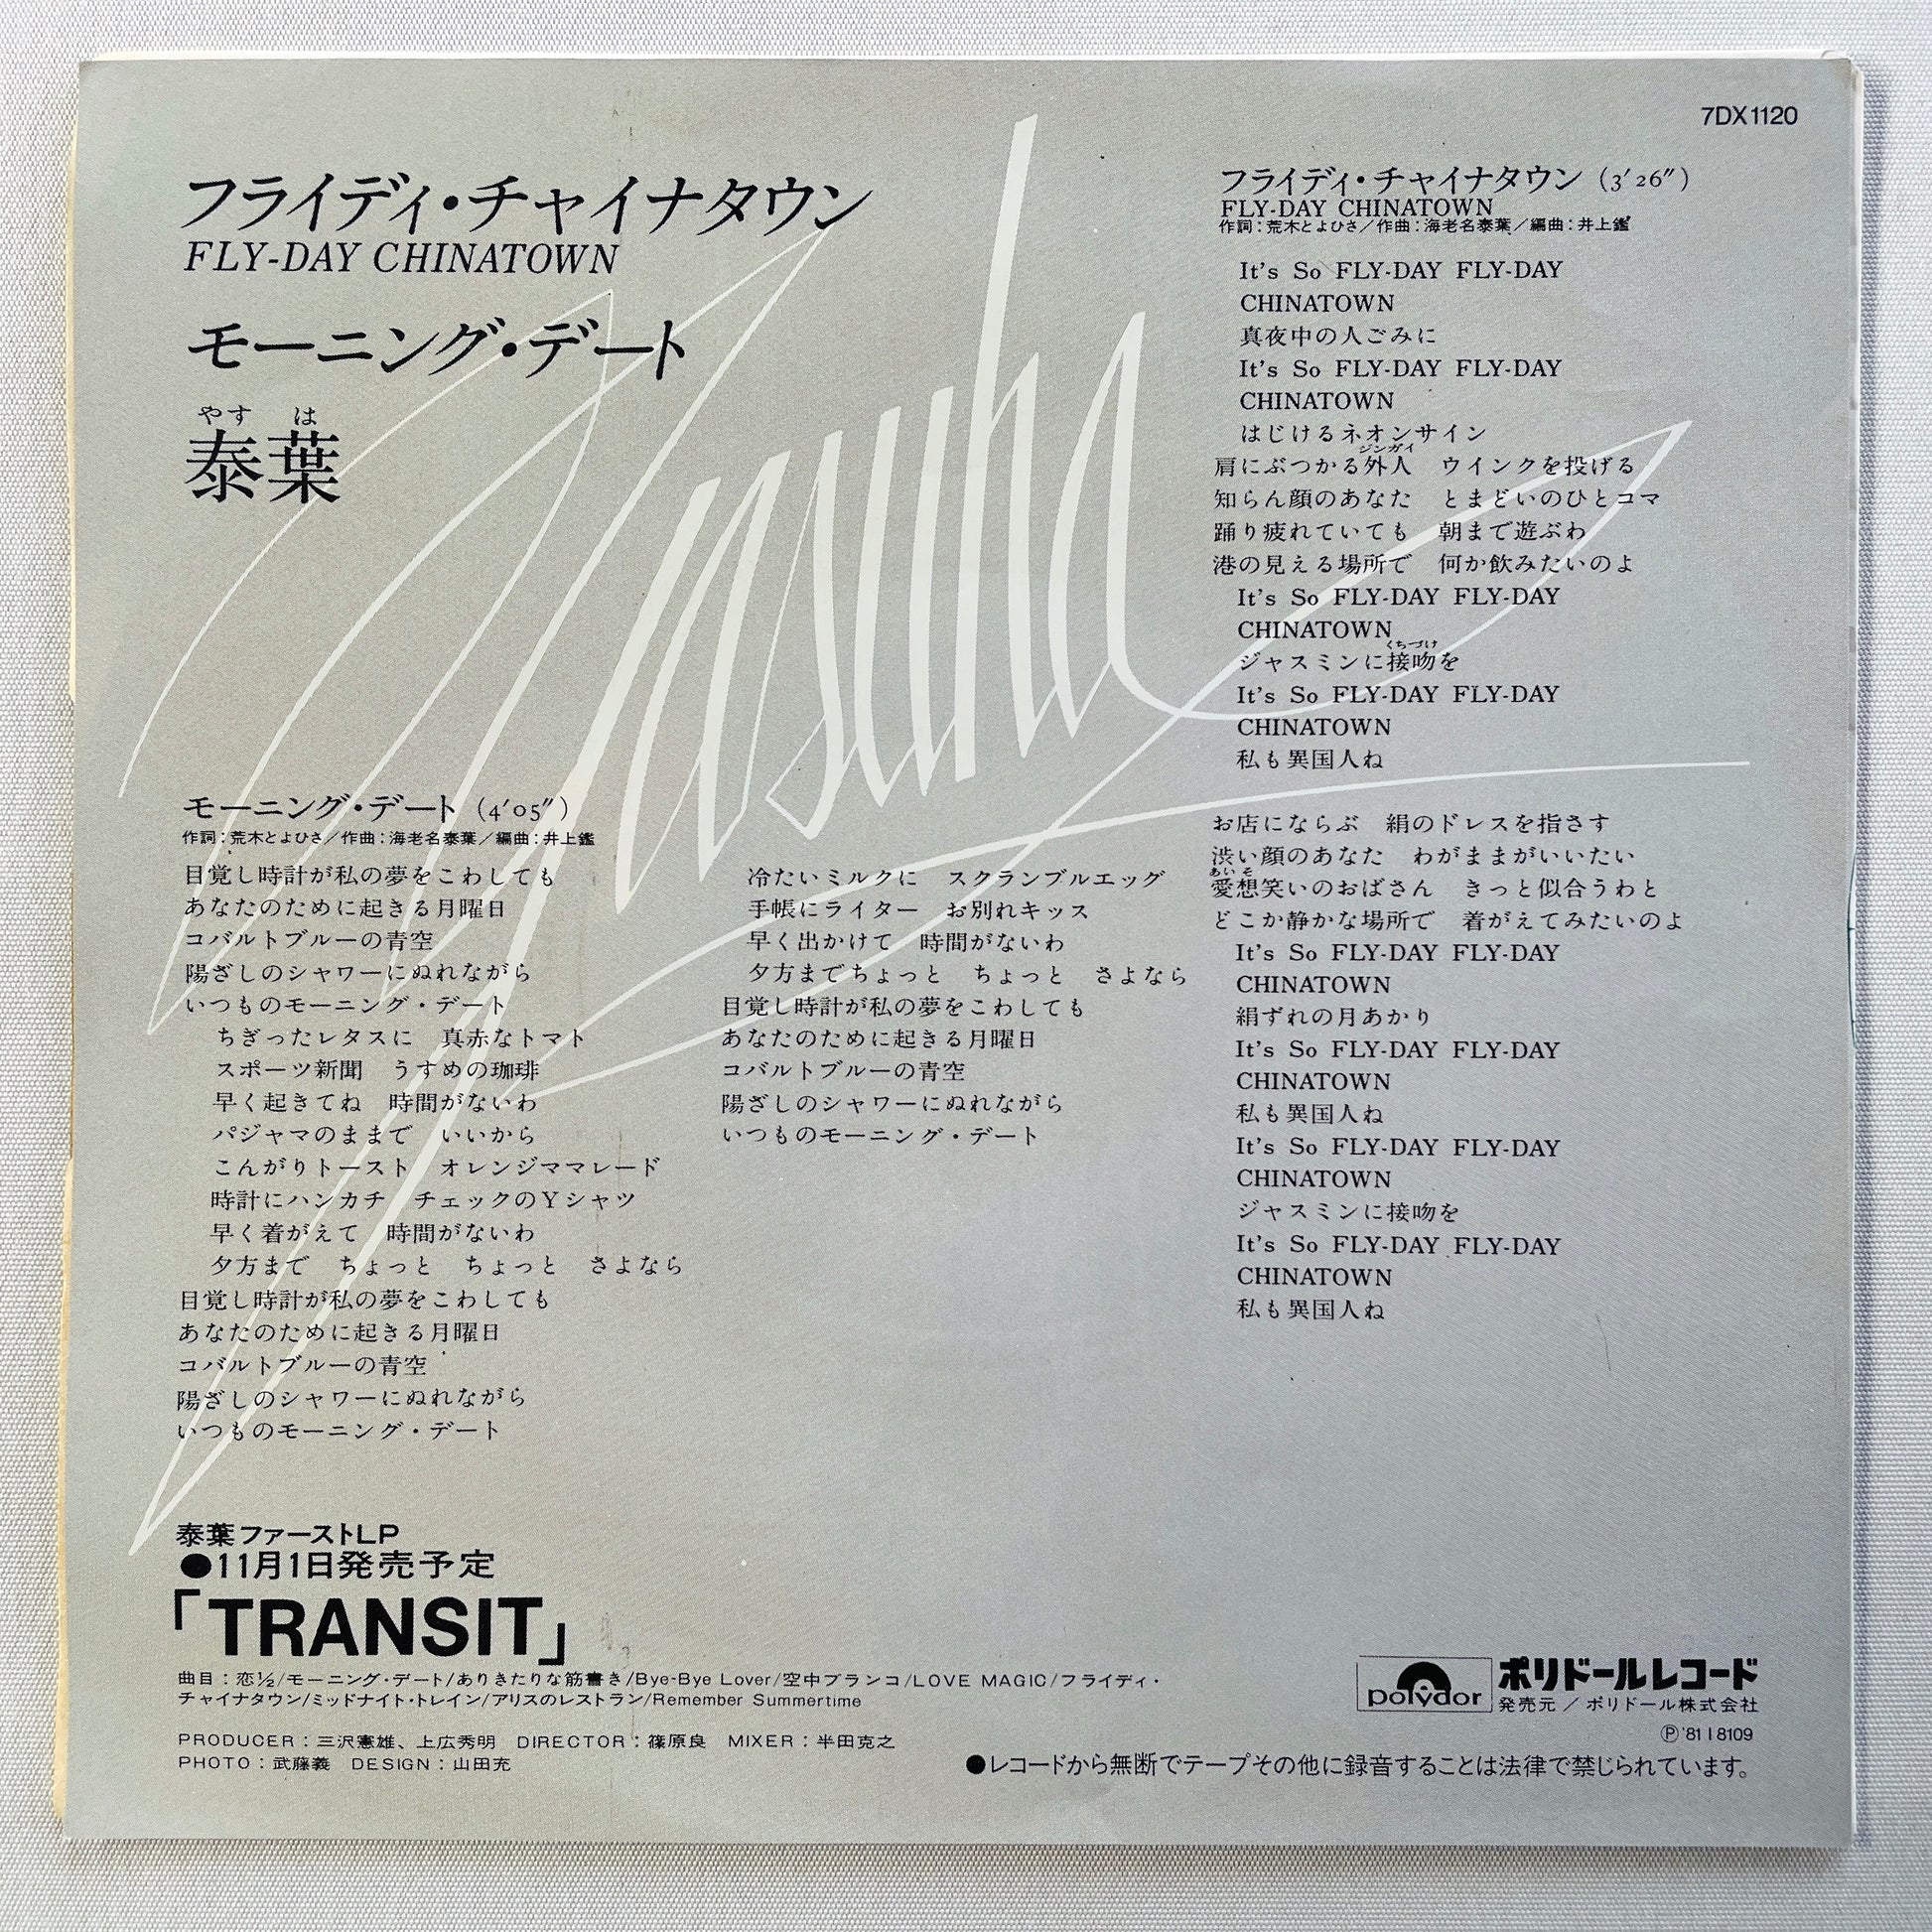 7DX1120
フライディ・チャイナタウン
FLY-DAY CHINATOWN
モーニング・デート
やす は
泰葉
Yasuha
フライディ・チャイナタウン (3′26″)
FLY-DAY CHINATOWN
作詞:荒木とよひさ/作曲:海老名泰葉/編曲:井上鑑
It's So FLY-DAY FLY-DAY
CHINATOWN
真夜中の人ごみに
It's So FLY-DAY FLY-DAY
CHINATOWN
はじけるネオンサイン
ジンガイ
肩にぶつかる外人 ウインクを投げる
知らん顔のあなた とまどいのひとコマ
踊り疲れていても 朝まで遊ぶわ
港の見える場所で 何か飲みたいのよ
It's So FLY-DAY FLY-DAY
CHINATOWN
くちづけ
ジャスミンに接吻を
It's So FLY-DAY FLY-DAY
CHINATOWN
私も異国人ね
お店にならぶ 絹のドレスを指さす
渋い顔のあなた わがままがいいたい
あいそ
愛想笑いのおばさん きっと似合うわと
どこか静かな場所で 着がえてみたいのよ
It's So FLY-DAY FLY-DAY
CHINATOWN
絹ずれの月あかり
It's So FLY-DAY FLY-DAY
CHINATOWN
私も異国人ね
It's So FLY-DAY FLY-DAY
CHINATOWN
ジャスミンに接吻を
It's So FLY-DAY FLY-DAY
CHINATOWN
私も異国人ね
モーニング・デート (4′05″)
作詞:荒木とよひさ/作曲:海老名泰葉/編曲:井上鑑
目覚し時計が私の夢をこわしても
あなたのために起きる月曜日
コバルトブルーの青空
陽ざしのシャワーにぬれながら
いつものモーニング・デート
ちぎったレタスに 真赤なトマト
スポーツ新聞 うすめの珈琲
早く起きてね 時間がないわ
パジャマのままで いいから
こんがりトースト オレンジママレード
時計にハンカチ チェックのYシャツ
早く着がえて 時間がないわ
夕方まで ちょっと ちょっと さよなら
目覚し時計が私の夢をこわしても
あなたのために起きる月曜日
コバルトブルーの青空
陽ざしのシャワーにぬれながら
いつものモーニング・デート
冷たいミルクに スクランブルエッグ
手帳にライター お別れキッス
早く出かけて 時間がないわ
夕方までちょっと ちょっと さよなら
目覚し時計が私の夢をこわしても
あなたのために起きる月曜日
コバルトブルーの青空
陽ざしのシャワーにぬれながら
いつものモーニング・デート
泰葉ファーストLP
●11月1日発売予定
「TRANSIT」
曲目:恋½/モーニング・デート/ありきたりな筋書き/Bye-Bye Lover/空中ブランコ/LOVE MAGIC/フライディ・
チャイナタウン/ミッドナイト・トレイン/アリスのレストラン/Remember Summertime
PRODUCER:三沢憲雄、上広秀明 DIRECTOR:篠原良 MIXER:半田克之
PHOTO:武藤義 DESIGN:山田充
polydor
ポリドールレコード
発売元/ポリドール株式会社
Ⓟ'81 I 8109
●レコードから無断でテープその他に録音することは法律で禁じられています。